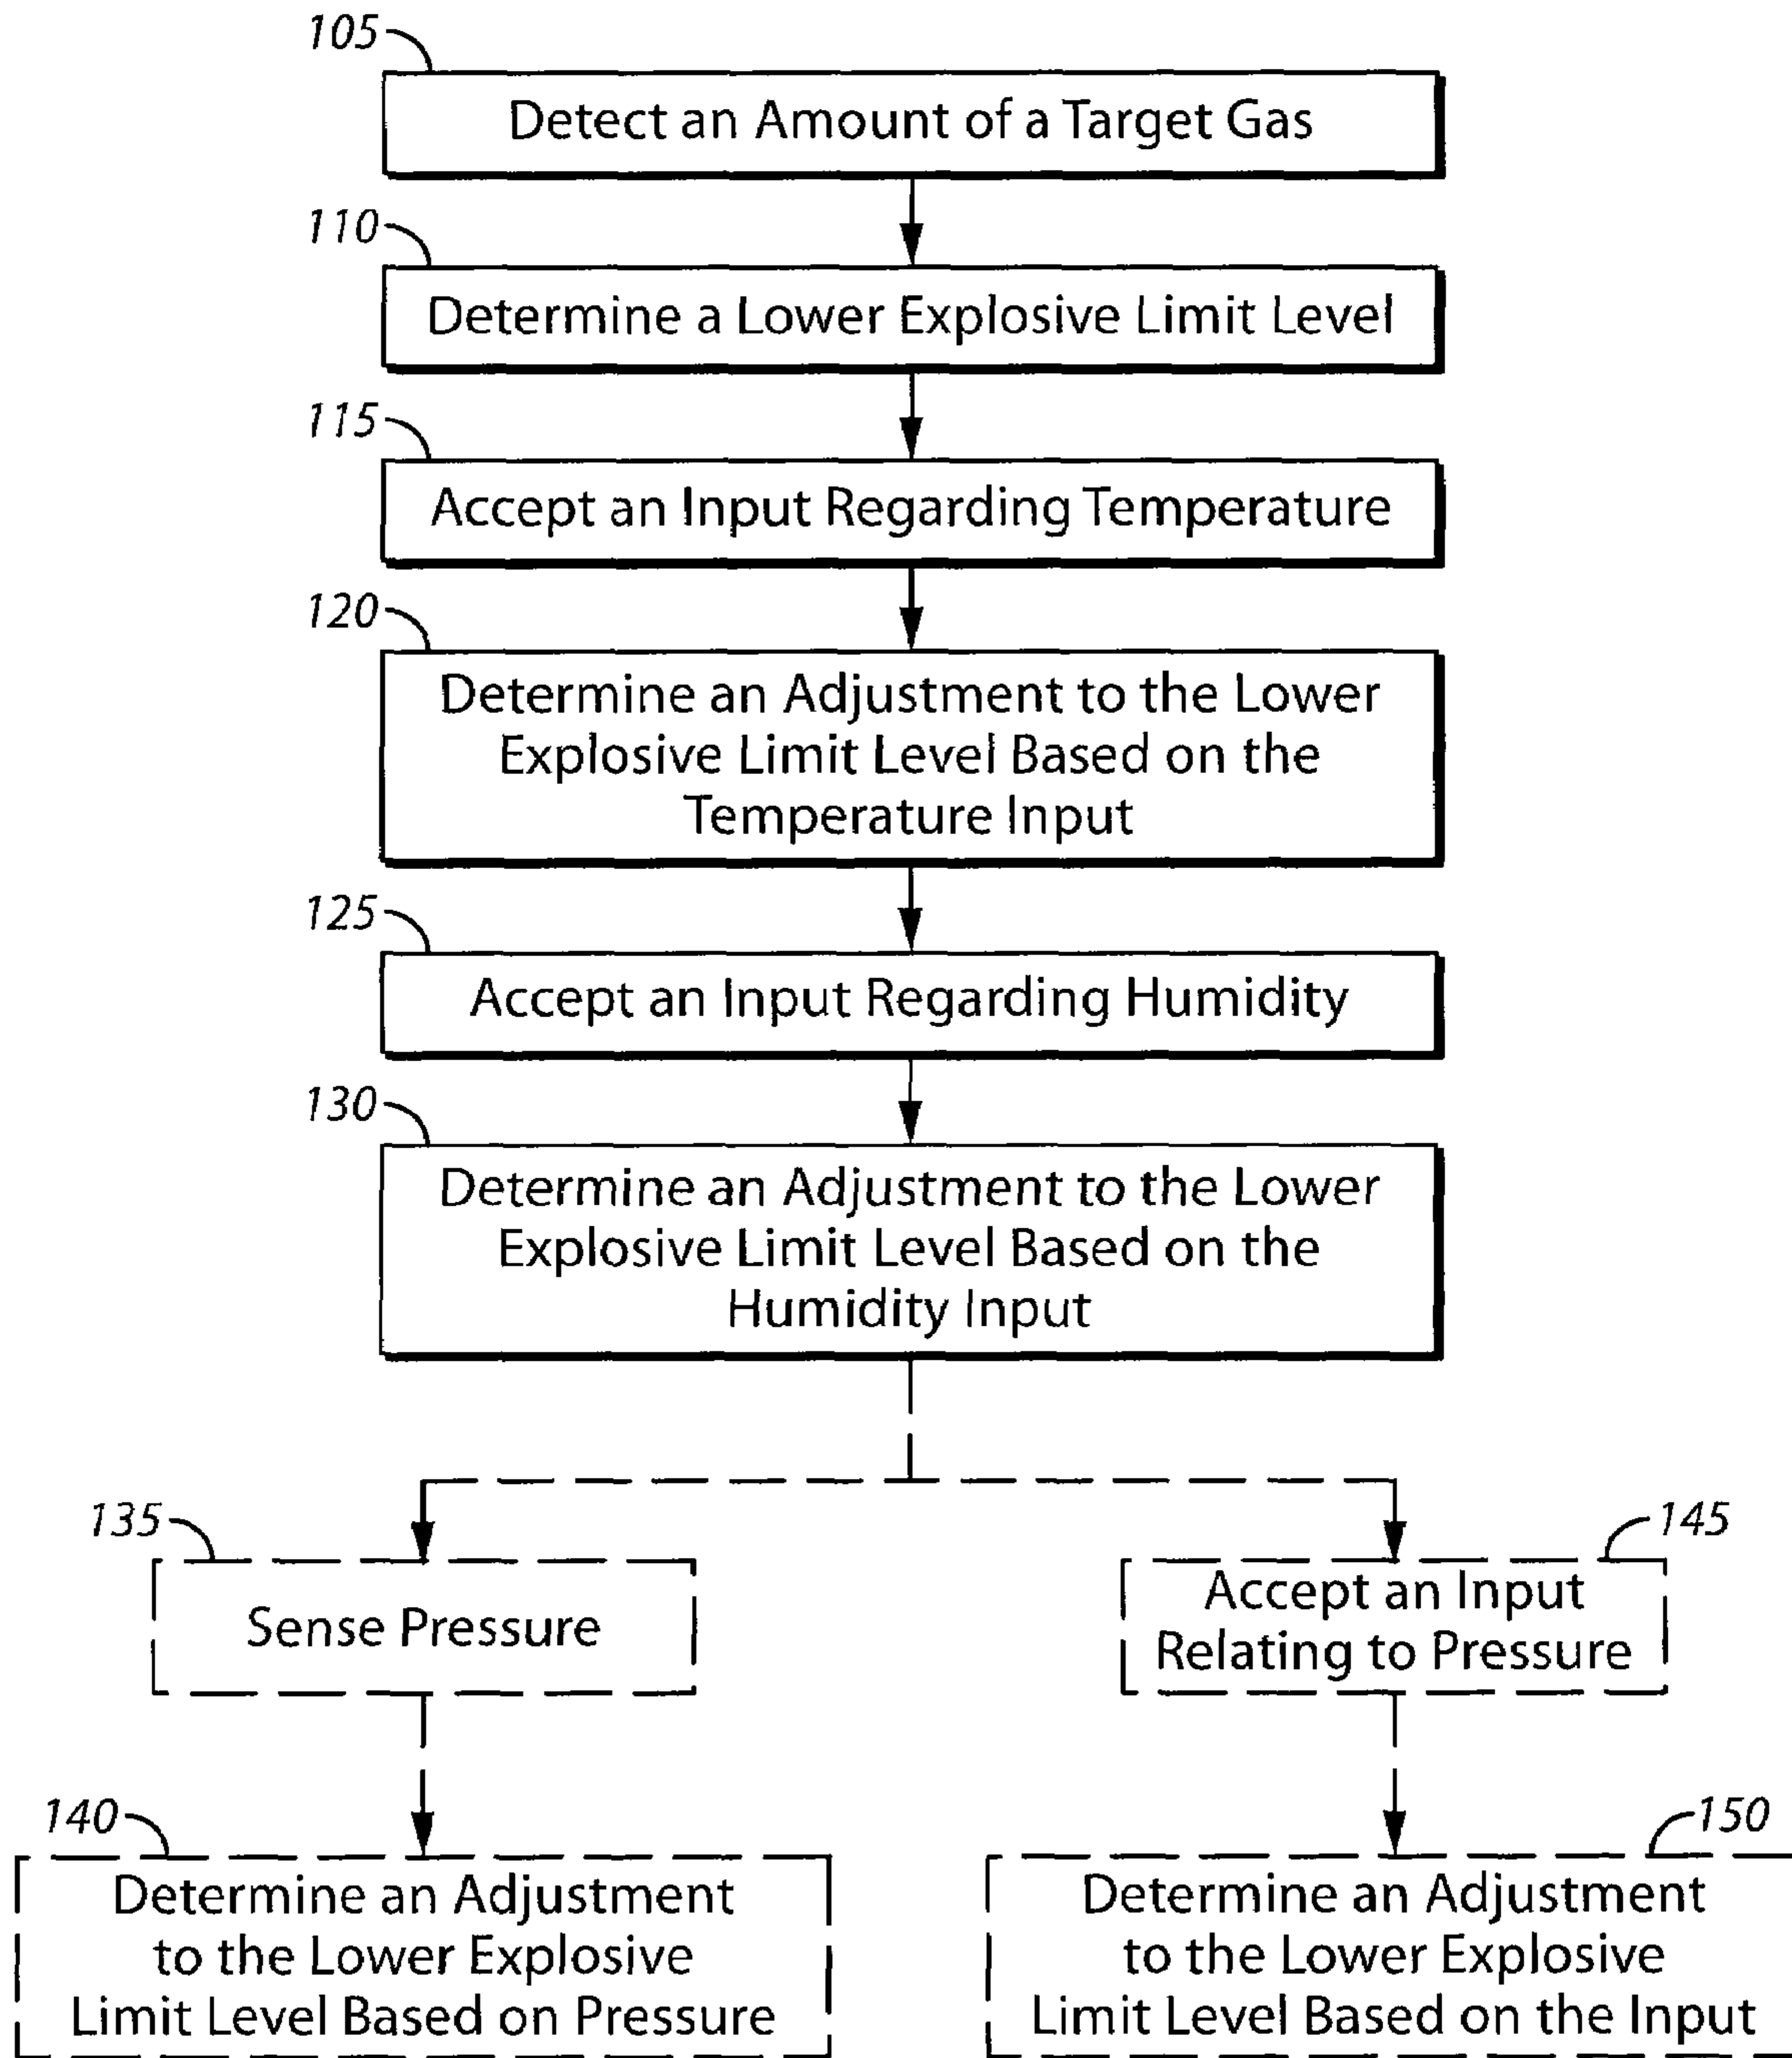 105
Detect an Amount of a Target Gas
110
Determine a Lower Explosive Limit Level
115
Accept an Input Regarding Temperature
120
Determine an Adjustment to the Lower
Explosive Limit Level Based on the
Temperature Input
125
Accept an Input Regarding Humidity
130
Determine an Adjustment to the Lower
Explosive Limit Level Based on the
Humidity Input
135
Sense Pressure
145
Accept an Input
Relating to Pressure
140
Determine an Adjustment
to the Lower Explosive
Limit Level Based on Pressure
150
Determine an Adjustment
to the Lower Explosive
Limit Level Based on the Input